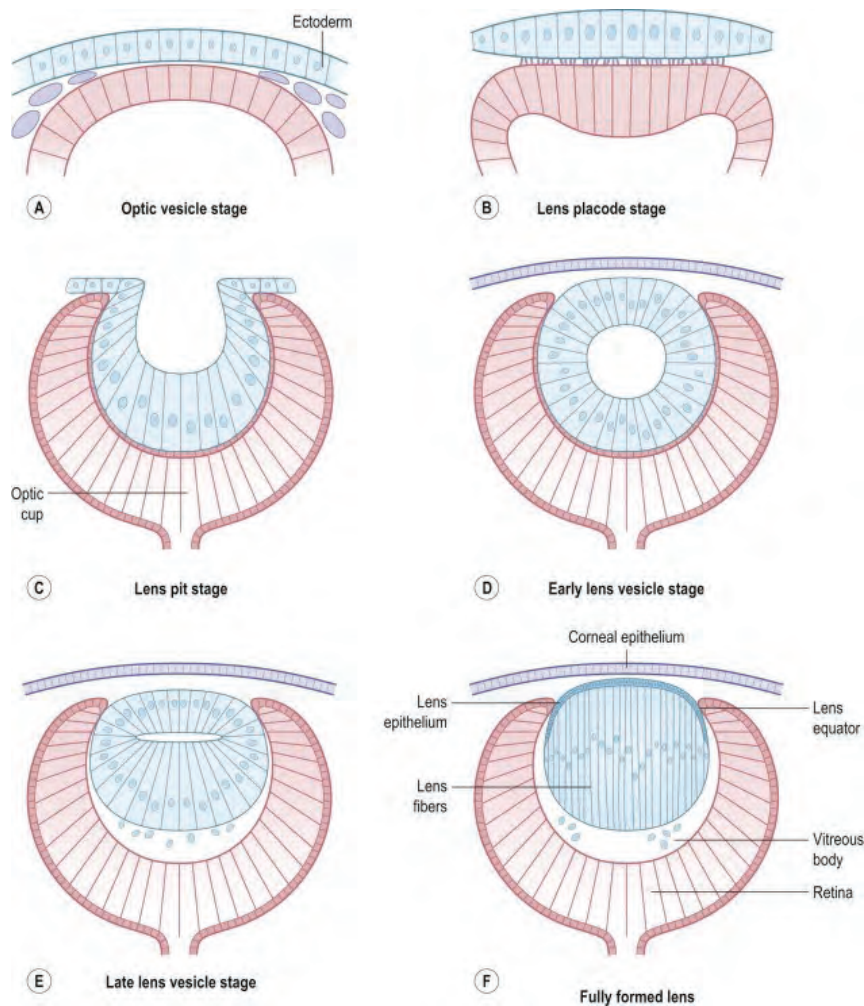 Ectoderm
A
Optic vesicle stage
B
Lens placode stage
Optic
cup
C
Lens pit stage
D
Early lens vesicle stage
E
Late lens vesicle stage
Corneal epithelium
Lens
epithelium
Lens
equator
Lens
fibers
Vitreous
body
Retina
F
Fully formed lens